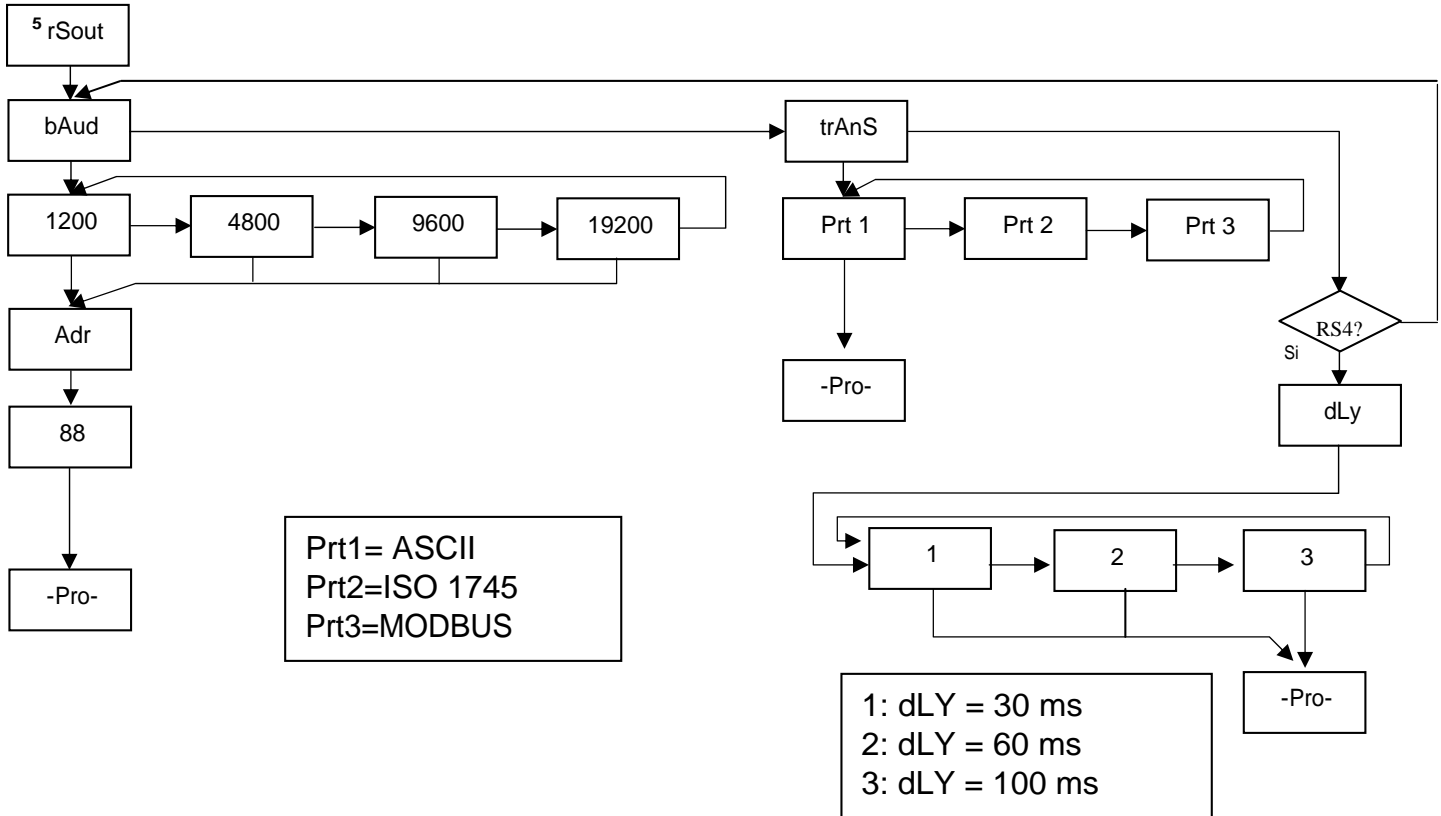 5 rSout
bAud
trAnS
1200
4800
9600
19200
Prt 1
Prt 2
Prt 3
Adr
RS4?
Si
-Pro-
dLy
88
Prt1= ASCII
Prt2=ISO 1745
Prt3=MODBUS
1
2
3
-Pro-
-Pro-
1: dLY = 30 ms
2: dLY = 60 ms
3: dLY = 100 ms